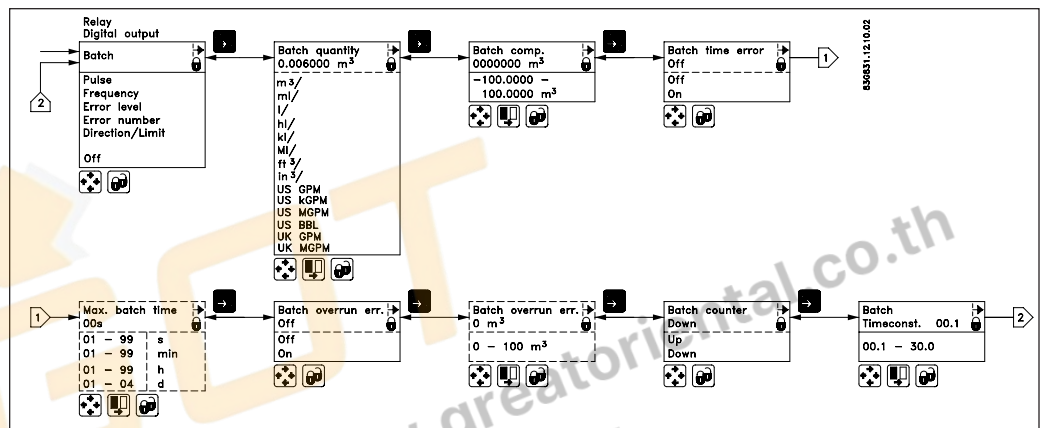 Relay
Digital output
Batch
Pulse
Frequency
Error level
Error number
Direction/Limit
Off
2
Batch quantity
0.006000 m³
m³/
ml/
l/
hl/
kl/
Ml/
ft³/
in³/
US GPM
US kGPM
US MGPM
US BBL
UK GPM
UK MGPM
Batch comp.
0000000 m³
-100.0000 -
100.0000 m³
Batch time error
Off
Off
On
1
83G831.12.10.02
1
Max. batch time
00s
01 - 99 s
01 - 99 min
01 - 99 h
01 - 04 d
Batch overrun err.
Off
Off
On
Batch overrun err.
0 m³
0 - 100 m³
Batch counter
Down
Up
Down
Batch
Timeconst. 00.1
00.1 - 30.0
2
.greatoriental.co.th